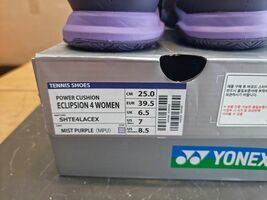 TENNIS SHOES
POWER CUSHION
ECLIPSION 4 WOMEN
SHTE4LACEX
MIST PURPLE (MPU)
CM 25.0
EUR 39.5
UK 6.5
US 7
US 8.5
YONEX